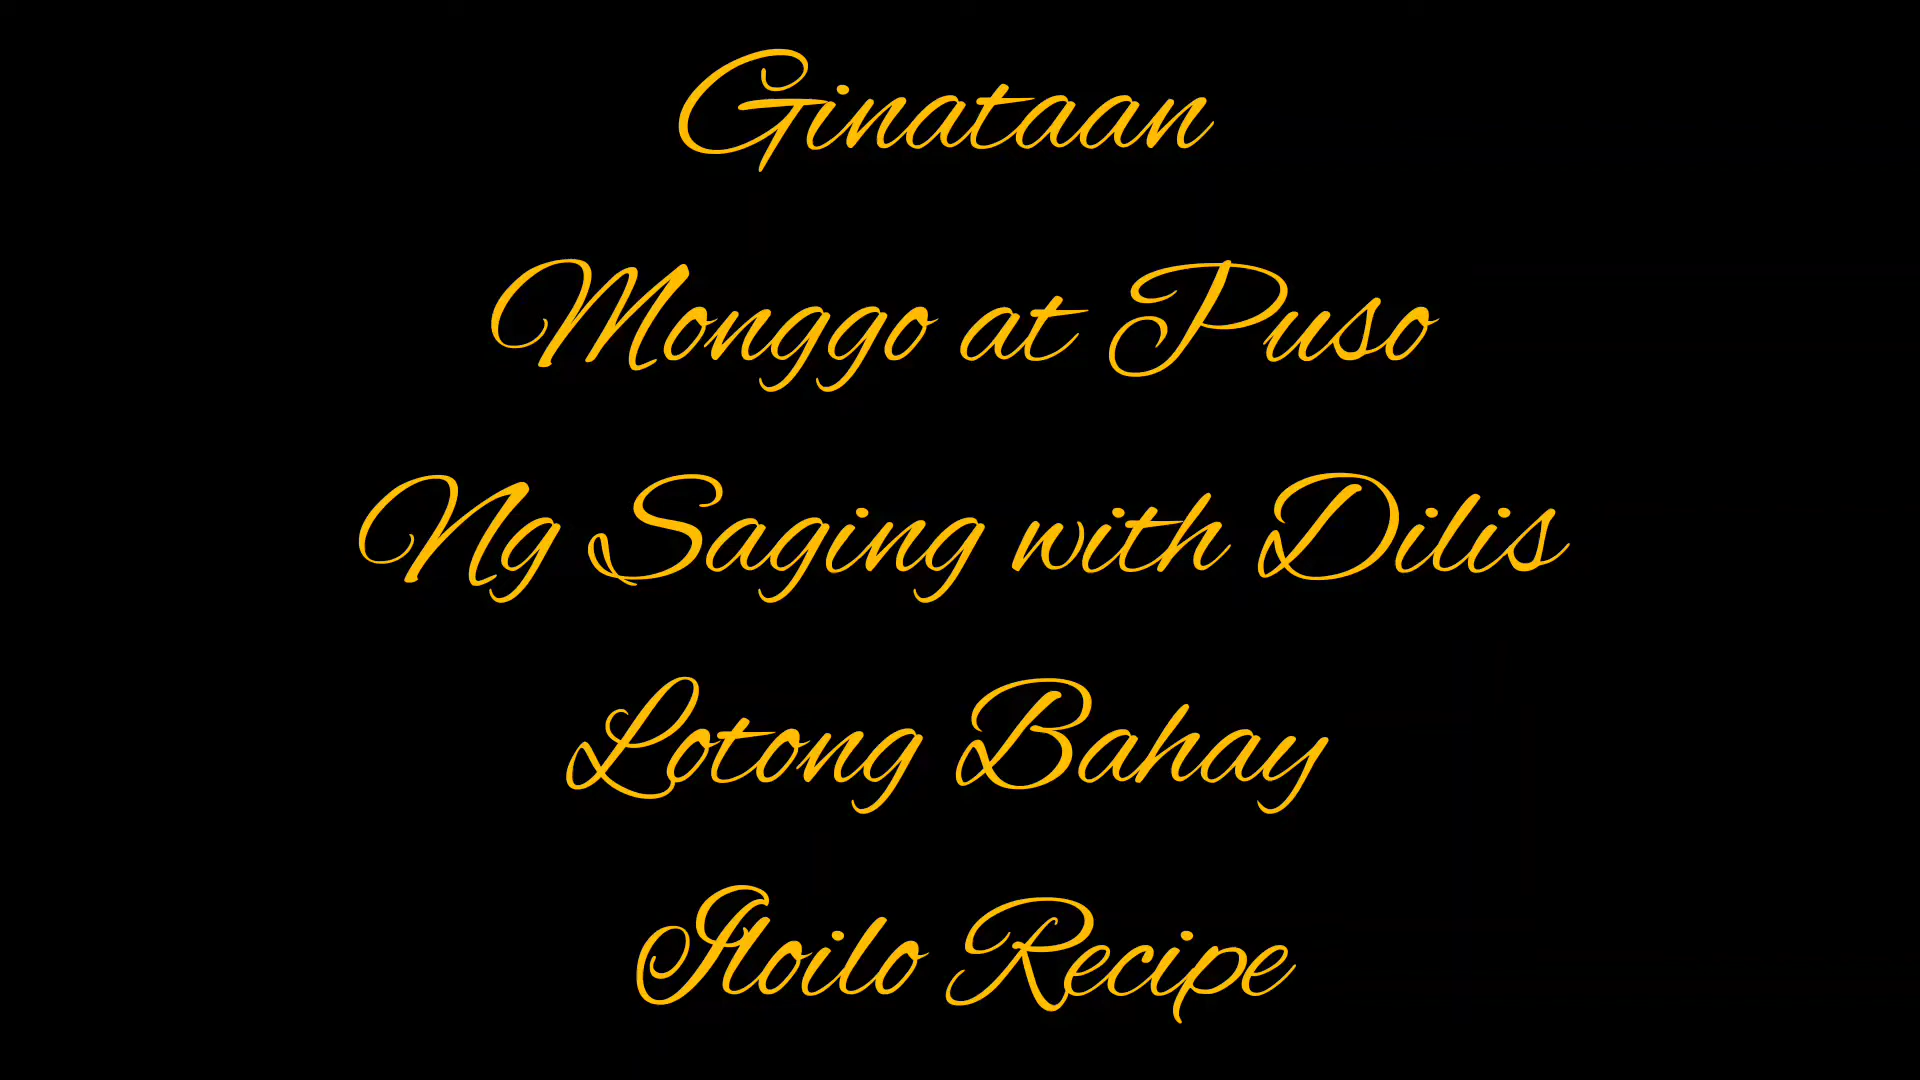 Ginataan
Monggo at Puso
Ng Saging with Dilis
Lotong Bahay
Iloilo Recipe